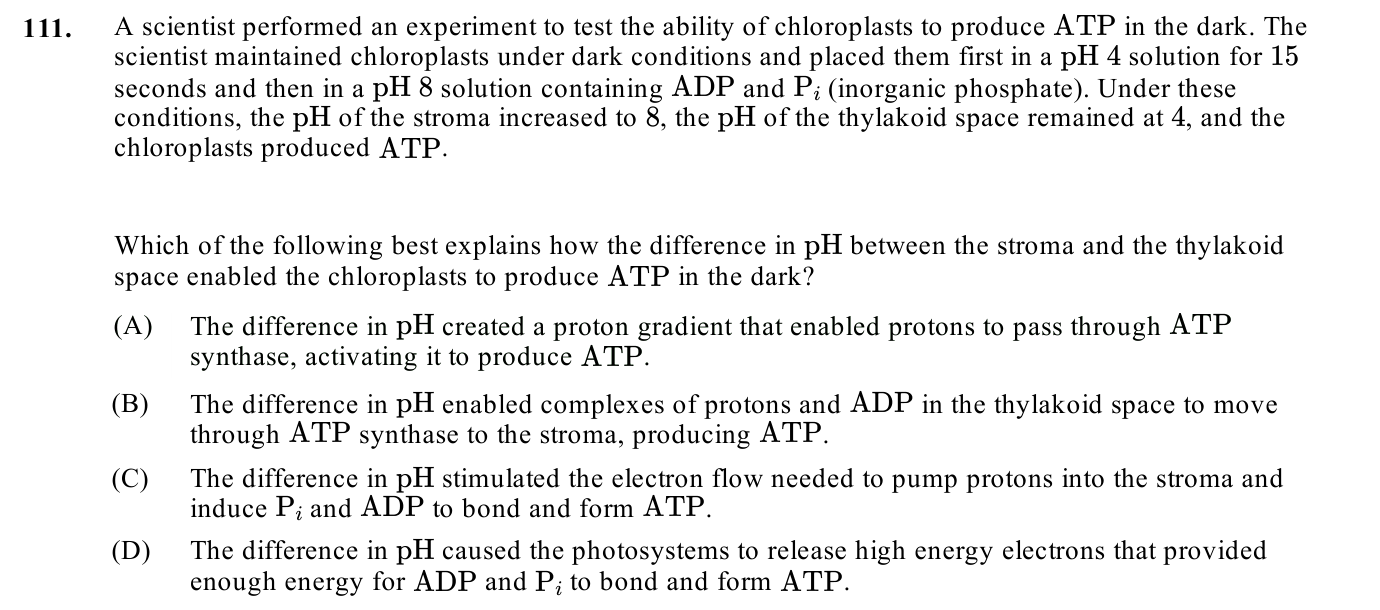 111. A scientist performed an experiment to test the ability of chloroplasts to produce ATP in the dark. The
scientist maintained chloroplasts under dark conditions and placed them first in a pH 4 solution for 15
seconds and then in a pH 8 solution containing ADP and Pi (inorganic phosphate). Under these
conditions, the pH of the stroma increased to 8, the pH of the thylakoid space remained at 4, and the
chloroplasts produced ATP.
Which of the following best explains how the difference in pH between the stroma and the thylakoid
space enabled the chloroplasts to produce ATP in the dark?
(A) The difference in pH created a proton gradient that enabled protons to pass through ATP
synthase, activating it to produce ATP.
(B) The difference in pH enabled complexes of protons and ADP in the thylakoid space to move
through ATP synthase to the stroma, producing ATP.
(C) The difference in pH stimulated the electron flow needed to pump protons into the stroma and
induce Pi and ADP to bond and form ATP.
(D) The difference in pH caused the photosystems to release high energy electrons that provided
enough energy for ADP and Pi to bond and form ATP.